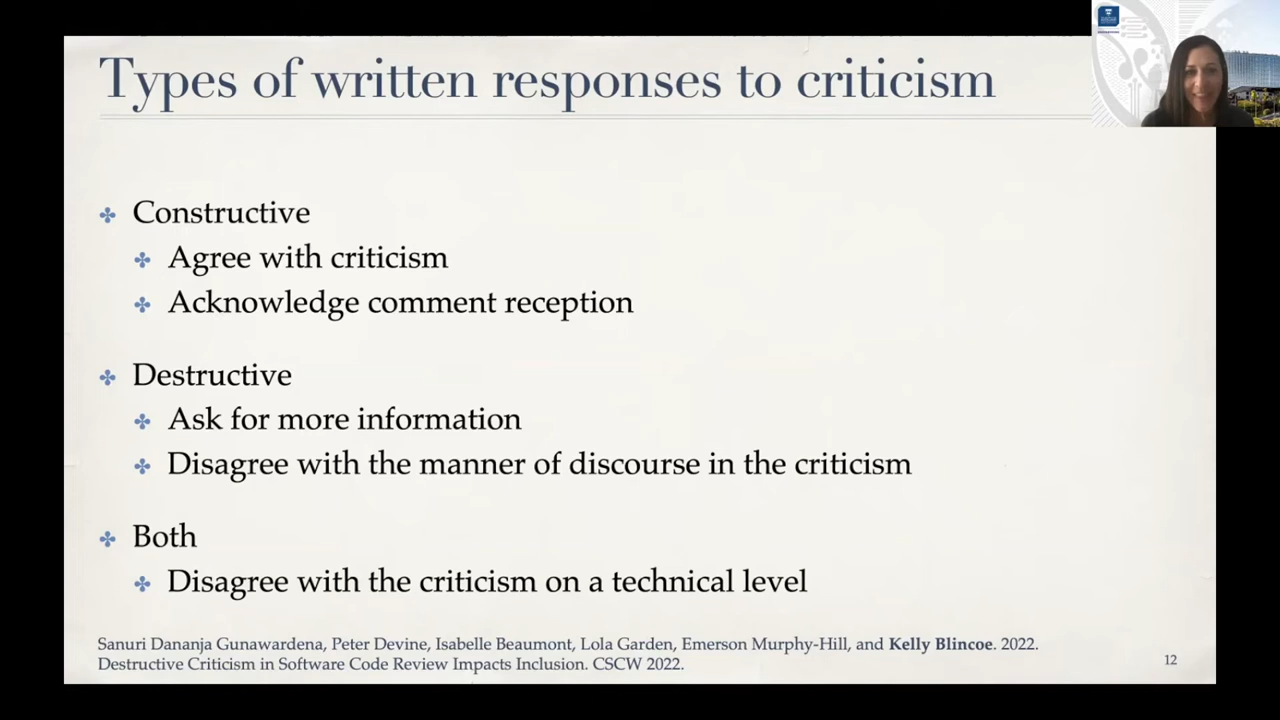 Types of written responses to criticism
Constructive
Agree with criticism
Acknowledge comment reception
Destructive
Ask for more information
Disagree with the manner of discourse in the criticism
Both
Disagree with the criticism on a technical level
Sanuri Dananja Gunawardena, Peter Devine, Isabelle Beaumont, Lola Garden, Emerson Murphy-Hill, and Kelly Blincoe. 2022.
Destructive Criticism in Software Code Review Impacts Inclusion. CSCW 2022.
12